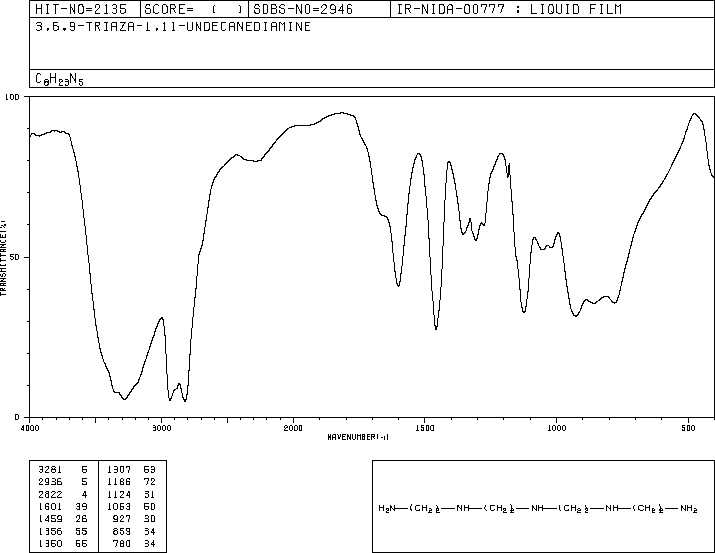 HIT-NO=2135 SCORE= ( ) SDBS-NO=2946 IR-NIDA-00777 : LIQUID FILM
3,6,9-TRIAZA-1,11-UNDECANEDIAMINE
C8H23N5
100
50
0
TRANSMITTANCE(%)
4000 3000 2000 1500 1000 500
WAVENUMBER(-1)
3281 6 1307 53
2936 5 1186 72
2822 4 1124 31
1601 39 1063 50
1459 26 927 30
1356 55 859 34
1350 55 780 34
H2N—(CH2)2—NH—(CH2)2—NH—(CH2)2—NH—(CH2)2—NH2